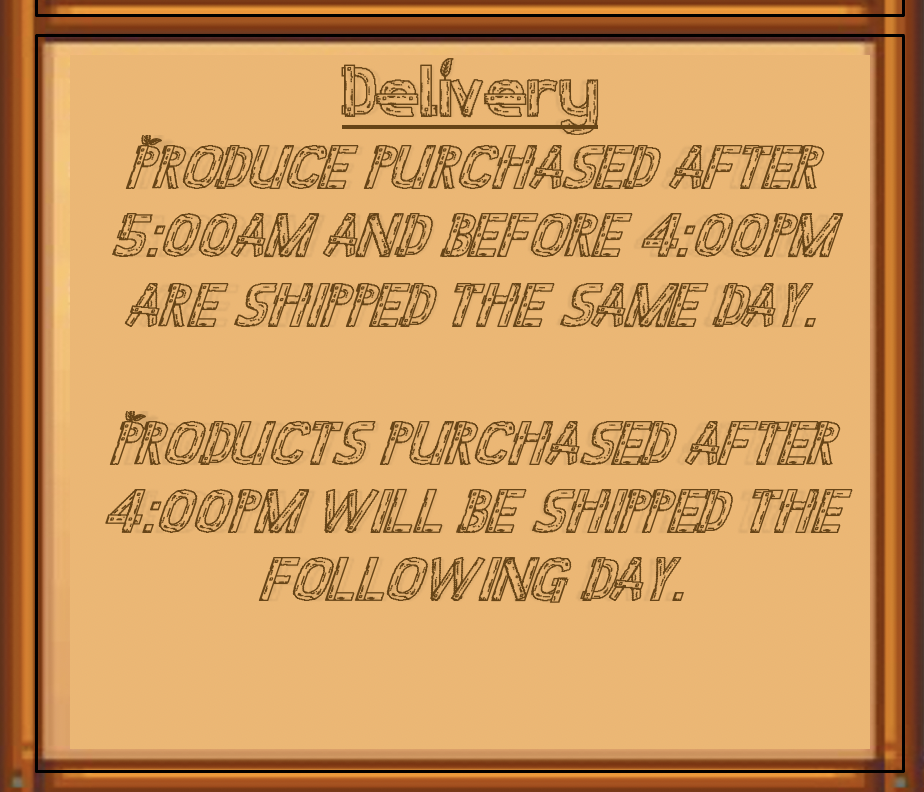 Delivery
PRODUCE PURCHASED AFTER
5:00AM AND BEFORE 4:00PM
ARE SHIPPED THE SAME DAY.
PRODUCTS PURCHASED AFTER
4:00PM WILL BE SHIPPED THE
FOLLOWING DAY.